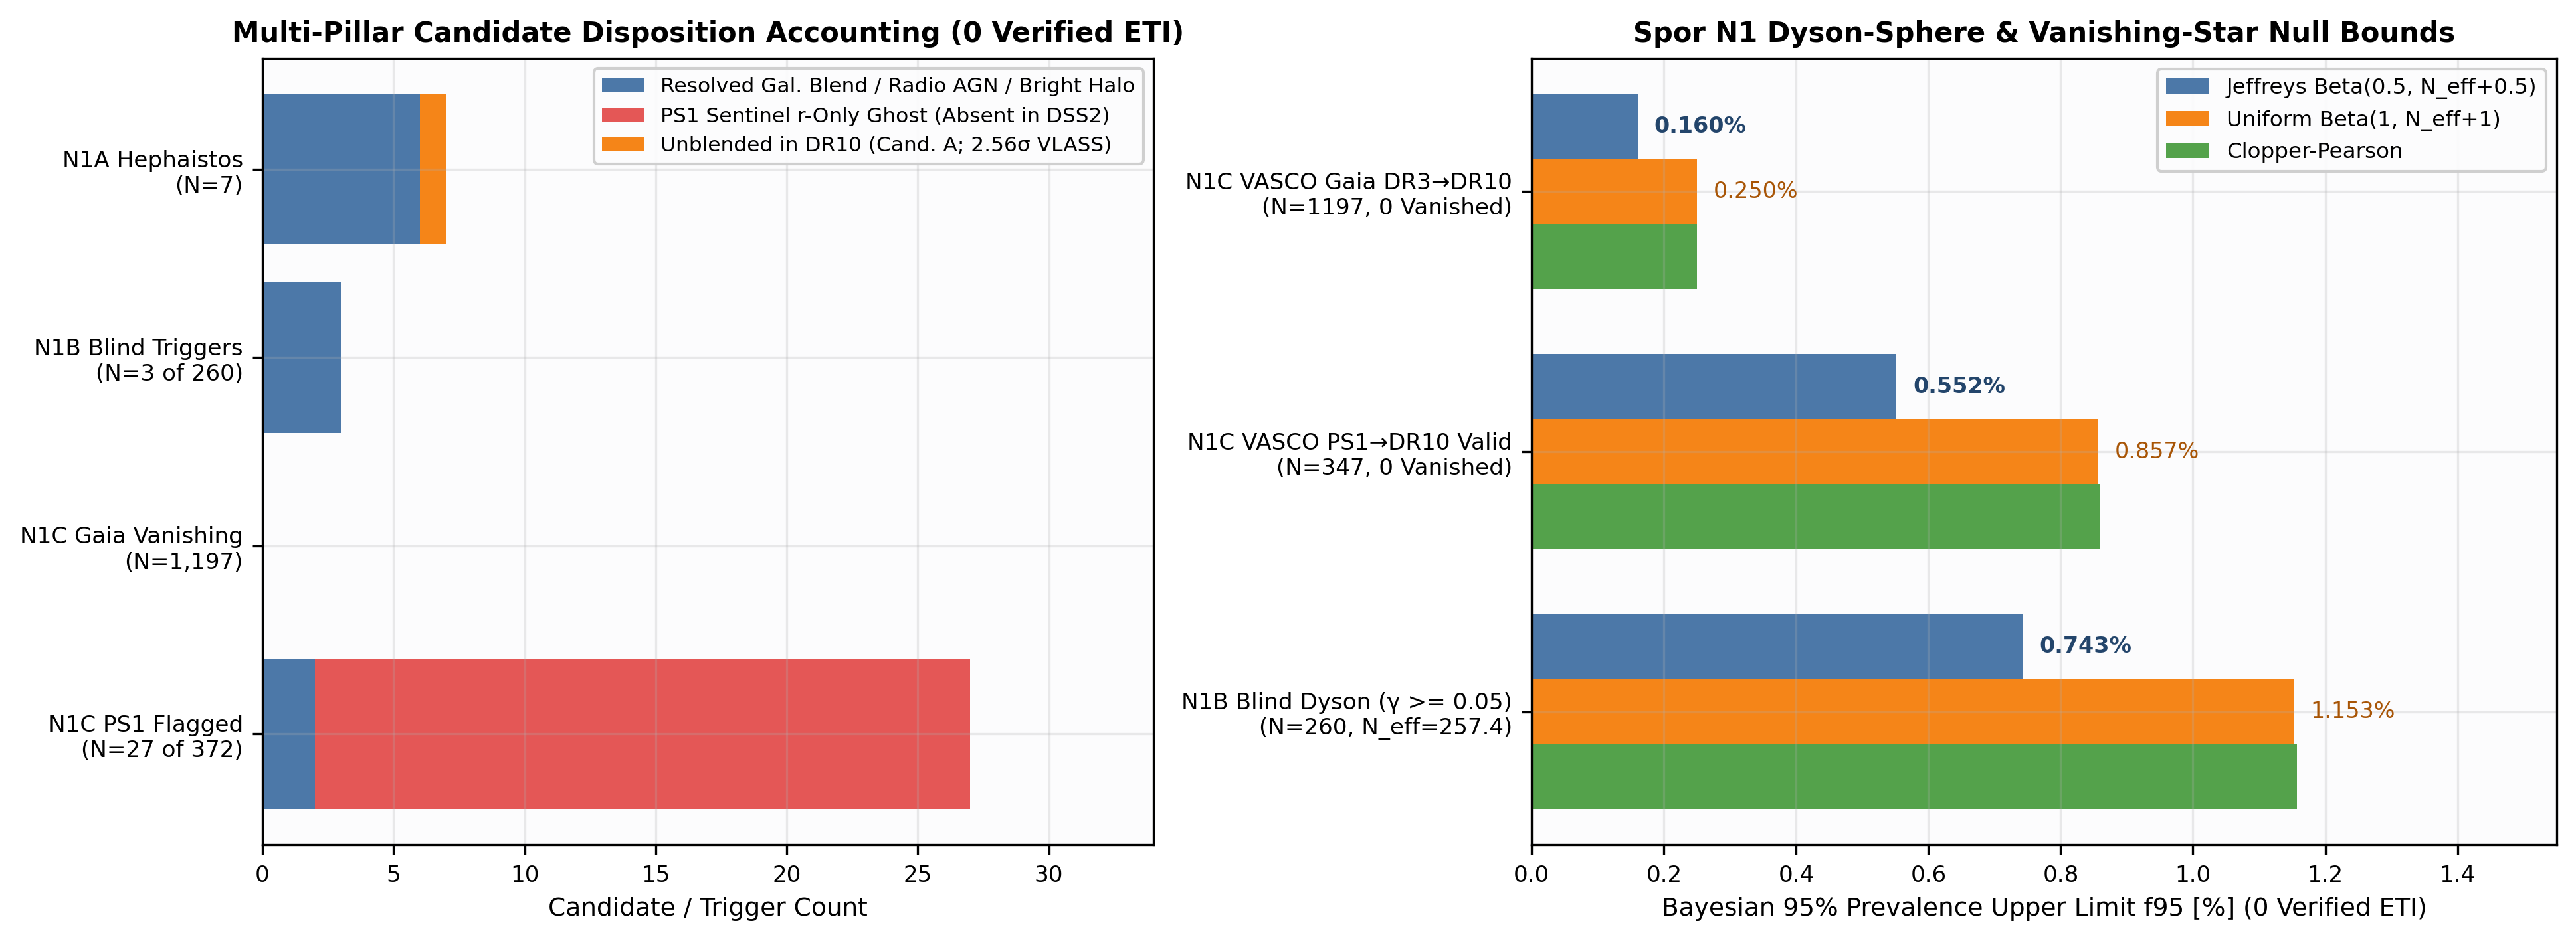 Multi-Pillar Candidate Disposition Accounting (0 Verified ETI)
Resolved Gal. Blend / Radio AGN / Bright Halo
PS1 Sentinel r-Only Ghost (Absent in DSS2)
Unblended in DR10 (Cand. A; 2.56σ VLASS)
N1A Hephaistos
(N=7)
N1B Blind Triggers
(N=3 of 260)
N1C Gaia Vanishing
(N=1,197)
N1C PS1 Flagged
(N=27 of 372)
0
5
10
15
20
25
30
Candidate / Trigger Count
Spor N1 Dyson-Sphere & Vanishing-Star Null Bounds
Jeffreys Beta(0.5, N_eff+0.5)
Uniform Beta(1, N_eff+1)
Clopper-Pearson
N1C VASCO Gaia DR3→DR10
(N=1197, 0 Vanished)
0.160%
0.250%
N1C VASCO PS1→DR10 Valid
(N=347, 0 Vanished)
0.552%
0.857%
N1B Blind Dyson (γ >= 0.05)
(N=260, N_eff=257.4)
0.743%
1.153%
0.0
0.2
0.4
0.6
0.8
1.0
1.2
1.4
Bayesian 95% Prevalence Upper Limit f95 [%] (0 Verified ETI)